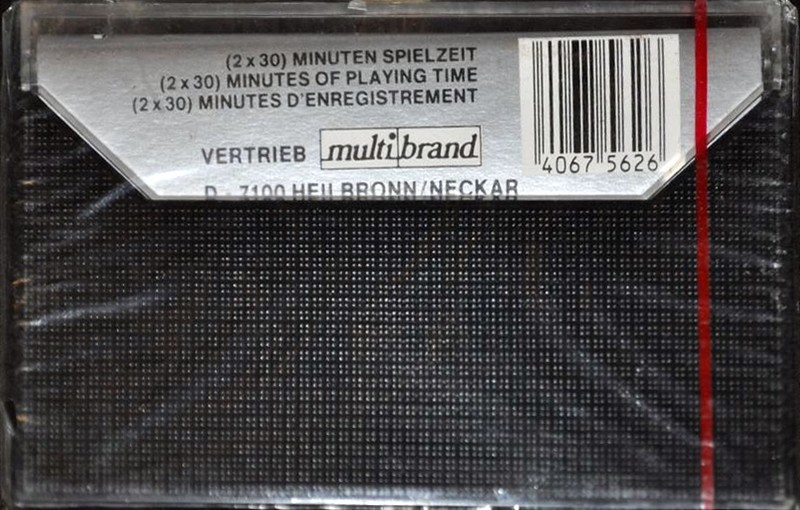 (2 x 30) MINUTEN SPIELZEIT
(2 x 30) MINUTES OF PLAYING TIME
(2 x 30) MINUTES D'ENREGISTREMENT
VERTRIEB multibrand
D - 7100 HEILBRONN/NECKAR
4067 5626